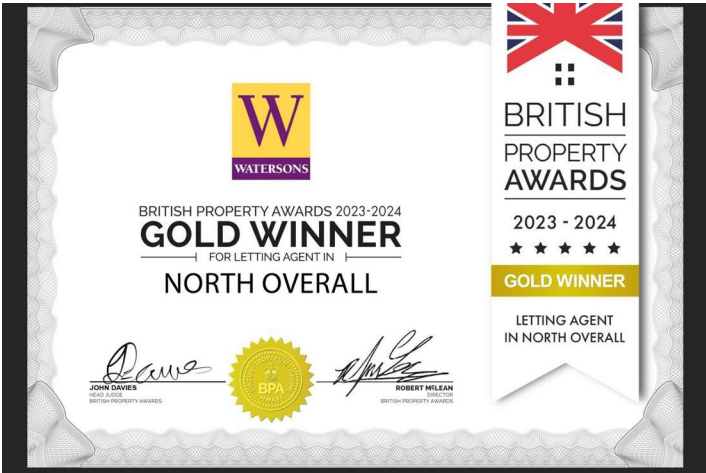 W
WATERSONS
BRITISH PROPERTY AWARDS 2023-2024
GOLD WINNER
FOR LETTING AGENT IN
NORTH OVERALL
JOHN DAVIES
HEAD JUDGE
BRITISH PROPERTY AWARDS
BPA
ROBERT McLEAN
DIRECTOR
BRITISH PROPERTY AWARDS
BRITISH
PROPERTY
AWARDS
2023 - 2024
GOLD WINNER
LETTING AGENT
IN NORTH OVERALL